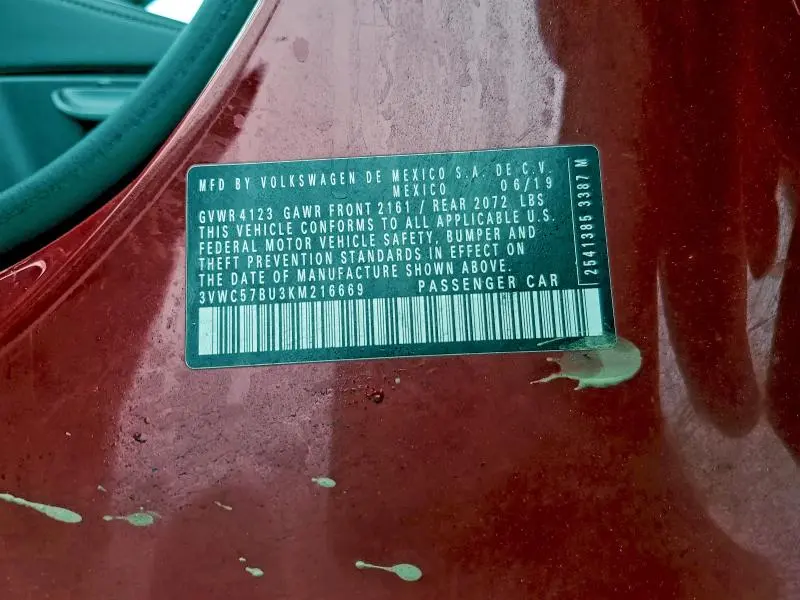 MFD BY VOLKSWAGEN DE MEXICO S.A. DE C.V.
MEXICO 06/19
GVWR 4123 GAWR FRONT 2161 / REAR 2072 LBS
THIS VEHICLE CONFORMS TO ALL APPLICABLE U.S.
FEDERAL MOTOR VEHICLE SAFETY, BUMPER AND
THEFT PREVENTION STANDARDS IN EFFECT ON
THE DATE OF MANUFACTURE SHOWN ABOVE.
3VWC57BU3KM216669 PASSENGER CAR
2541385 3387 M